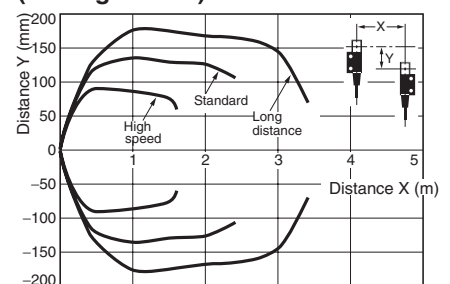 Distance Y (mm)
200
X
150
Y
100
Standard
50
High
speed
Long
distance
0
1
2
3
4
5
−50
Distance X (m)
−100
−150
−200